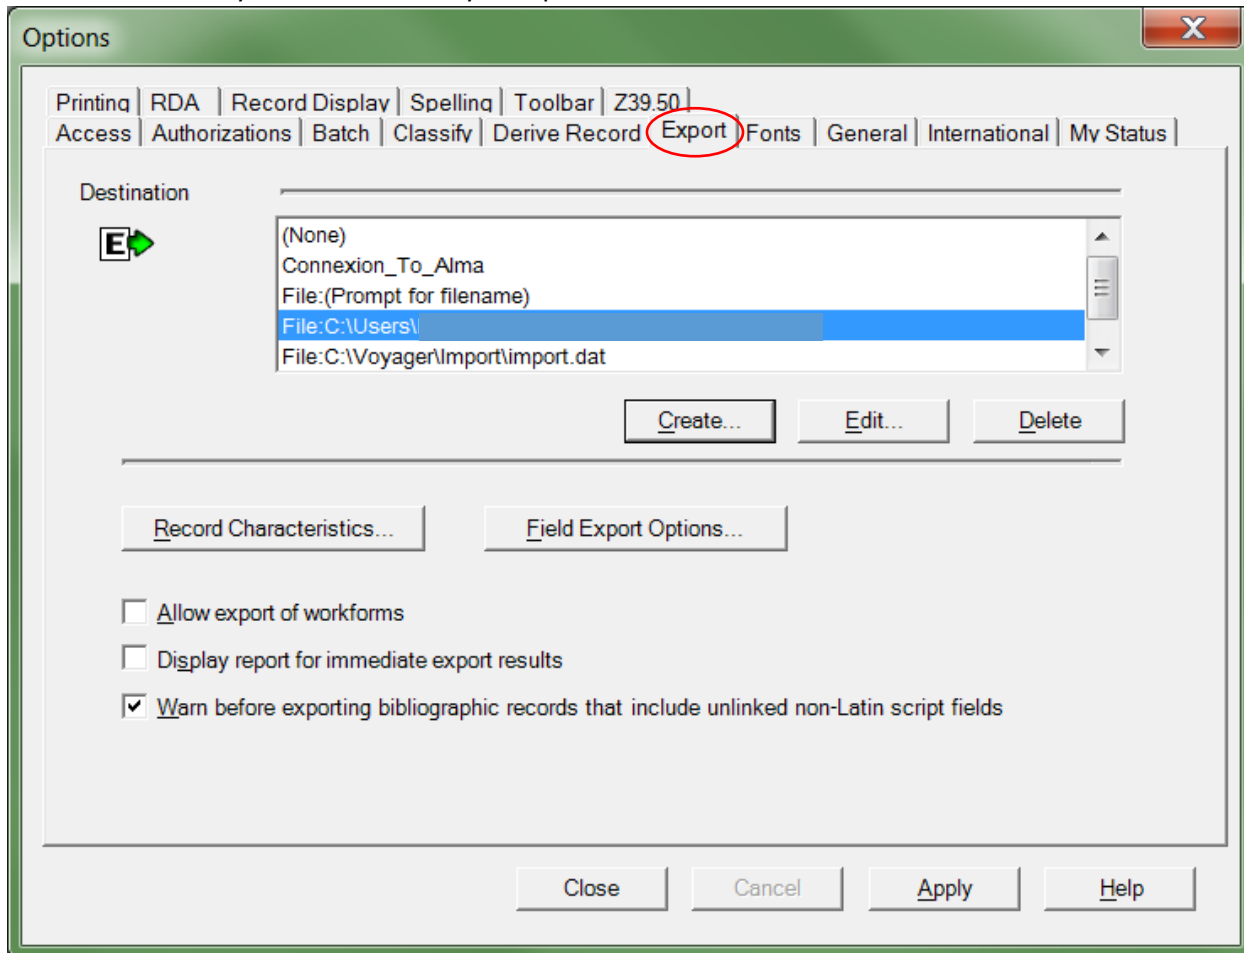 Options
Printing RDA Record Display Spelling Toolbar Z39.50
Access Authorizations Batch Classify Derive Record Export Fonts General International My Status
Destination
E
(None)
Connexion_To_Alma
File:(Prompt for filename)
File:C:\Users\
File:C:\Voyager\Import\import.dat
Create... Edit... Delete
Record Characteristics... Field Export Options...
Allow export of workforms
Display report for immediate export results
Warn before exporting bibliographic records that include unlinked non-Latin script fields
Close Cancel Apply Help